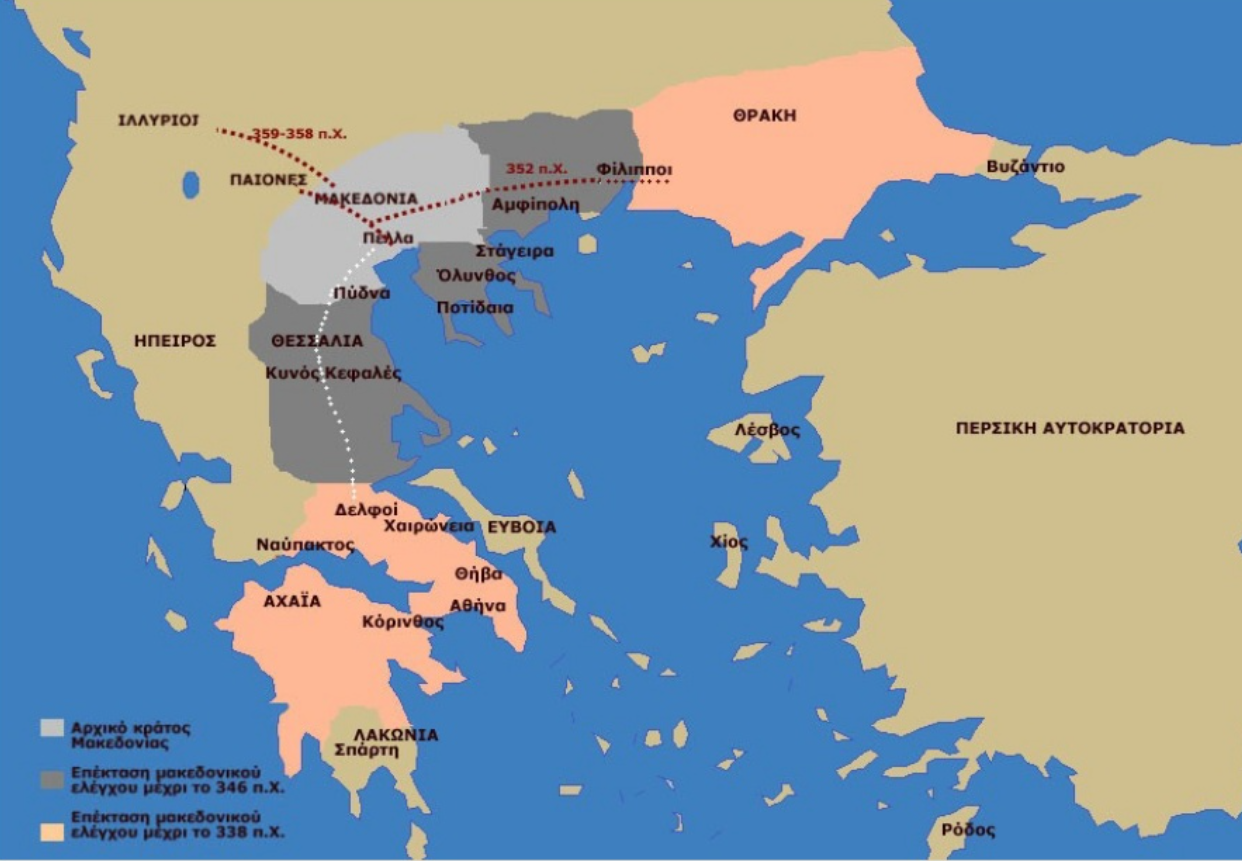 ΘΡΑΚΗ
ΙΛΛΥΡΙΟΙ
359-358 π.Χ.
Βυζάντιο
352 π.Χ.
Φίλιπποι
ΠΑΙΟΝΕΣ
ΜΑΚΕΔΟΝΙΑ
Αμφίπολη
Πέλλα
Στάγειρα
Όλυνθος
Πύδνα
Ποτίδαια
ΗΠΕΙΡΟΣ
ΘΕΣΣΑΛΙΑ
Κυνός Κεφαλές
Λέσβος
ΠΕΡΣΙΚΗ ΑΥΤΟΚΡΑΤΟΡΙΑ
Δελφοί
Χαιρώνεια
ΕΥΒΟΙΑ
Ναύπακτος
Χίος
Θήβα
ΑΧΑΪΑ
Αθήνα
Κόρινθος
ΛΑΚΩΝΙΑ
Σπάρτη
Αρχικό κράτος
Μακεδονίας
Επέκταση μακεδονικού
ελέγχου μέχρι το 346 π.Χ.
Επέκταση μακεδονικού
ελέγχου μέχρι το 338 π.Χ.
Ρόδος